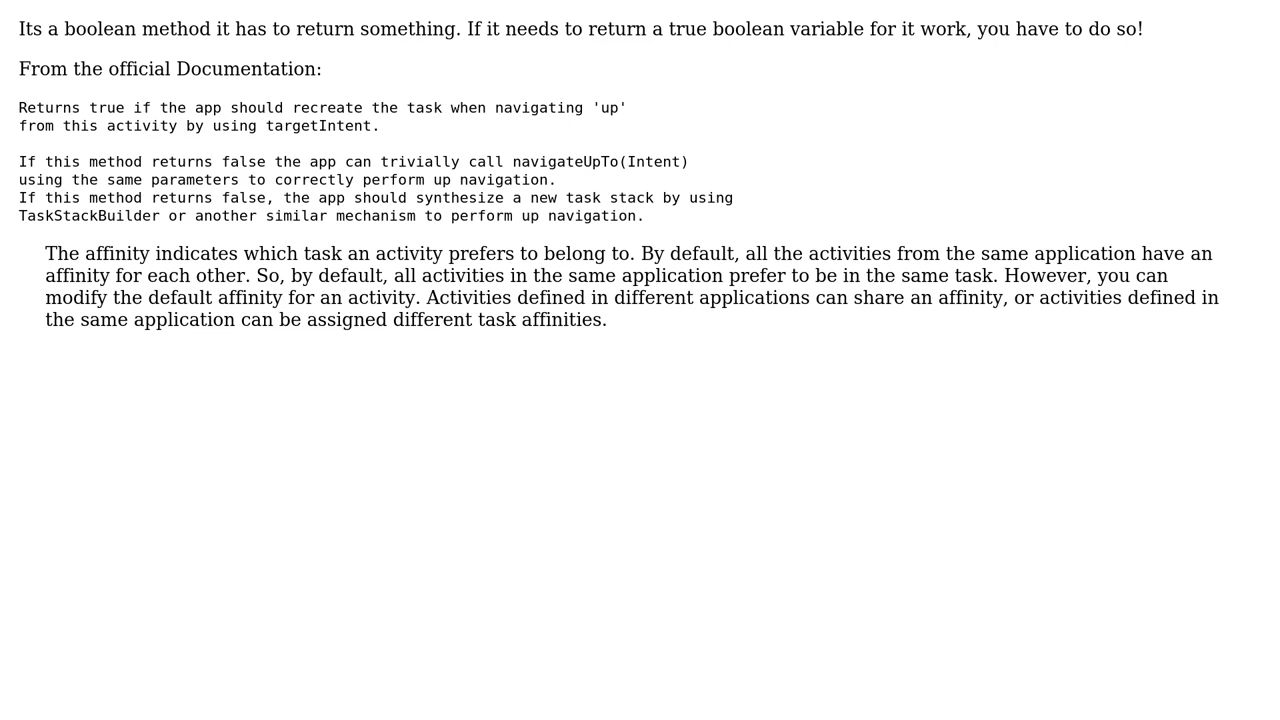 Its a boolean method it has to return something. If it needs to return a true boolean variable for it work, you have to do so!
From the official Documentation:
Returns true if the app should recreate the task when navigating 'up'
from this activity by using targetIntent.
If this method returns false the app can trivially call navigateUpTo(Intent)
using the same parameters to correctly perform up navigation.
If this method returns false, the app should synthesize a new task stack by using
TaskStackBuilder or another similar mechanism to perform up navigation.
The affinity indicates which task an activity prefers to belong to. By default, all the activities from the same application have an
affinity for each other. So, by default, all activities in the same application prefer to be in the same task. However, you can
modify the default affinity for an activity. Activities defined in different applications can share an affinity, or activities defined in
the same application can be assigned different task affinities.